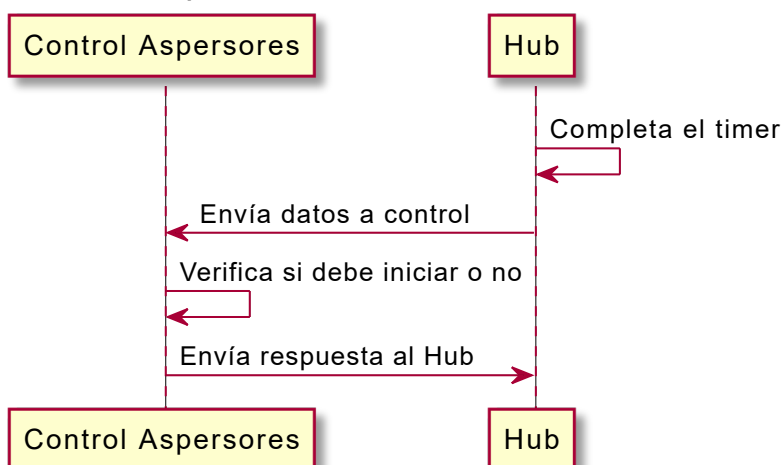 Control Aspersores
Hub
Completa el timer
Envía datos a control
Verifica si debe iniciar o no
Envía respuesta al Hub
Control Aspersores
Hub